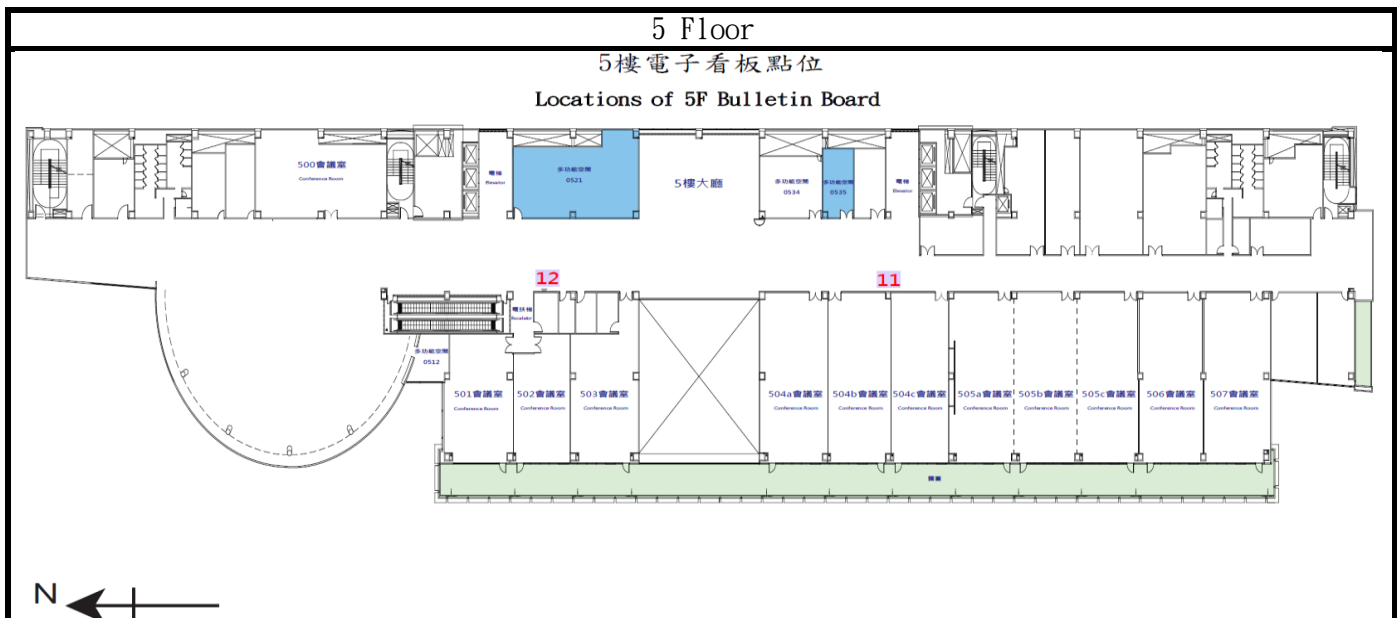 5 Floor
5樓電子看板點位
Locations of 5F Bulletin Board
500會議室
Conference Room
電梯
Elevator
多功能空間
0521
5樓大廳
多功能空間
0534
多功能空間
0535
電梯
Elevator
12
11
電扶梯
Escalator
多功能空間
0512
501會議室
Conference Room
502會議室
Conference Room
503會議室
Conference Room
504a會議室
Conference Room
504b會議室
Conference Room
504c會議室
Conference Room
505a會議室
Conference Room
505b會議室
Conference Room
505c會議室
Conference Room
506會議室
Conference Room
507會議室
Conference Room
N